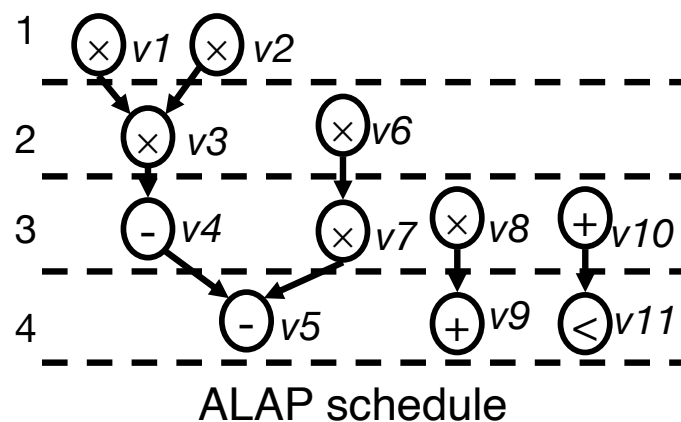 1 × v1 × v2
2 × v3 × v6
3 - v4 × v7 × v8 + v10
4 - v5 + v9 < v11
ALAP schedule